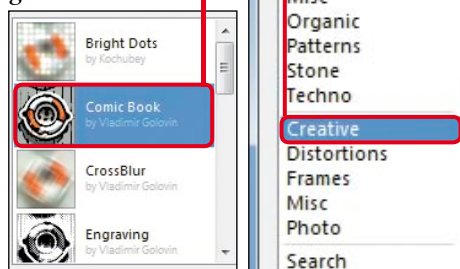 Bright Dots
by Kochubey
Comic Book
by Vladimir Golovin
CrossBlur
by Vladimir Golovin
Engraving
by Vladimir Golovin
Organic
Patterns
Stone
Techno
Creative
Distortions
Frames
Misc
Photo
Search